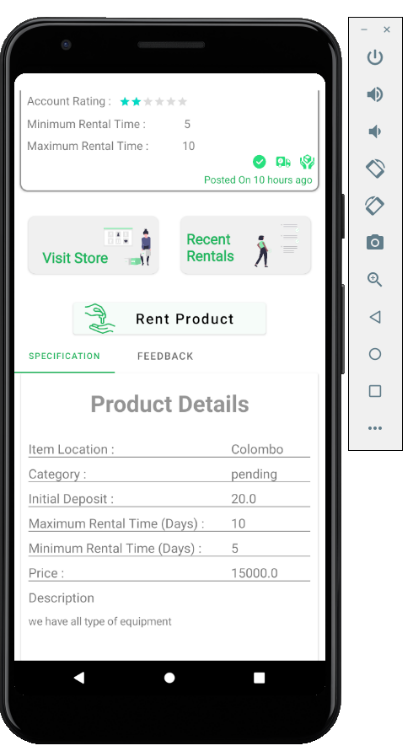 Account Rating :
Minimum Rental Time : 5
Maximum Rental Time : 10
Posted On 10 hours ago
Visit Store
Recent
Rentals
Rent Product
SPECIFICATION FEEDBACK
Product Details
Item Location : Colombo
Category : pending
Initial Deposit : 20.0
Maximum Rental Time (Days) : 10
Minimum Rental Time (Days) : 5
Price : 15000.0
Description
we have all type of equipment